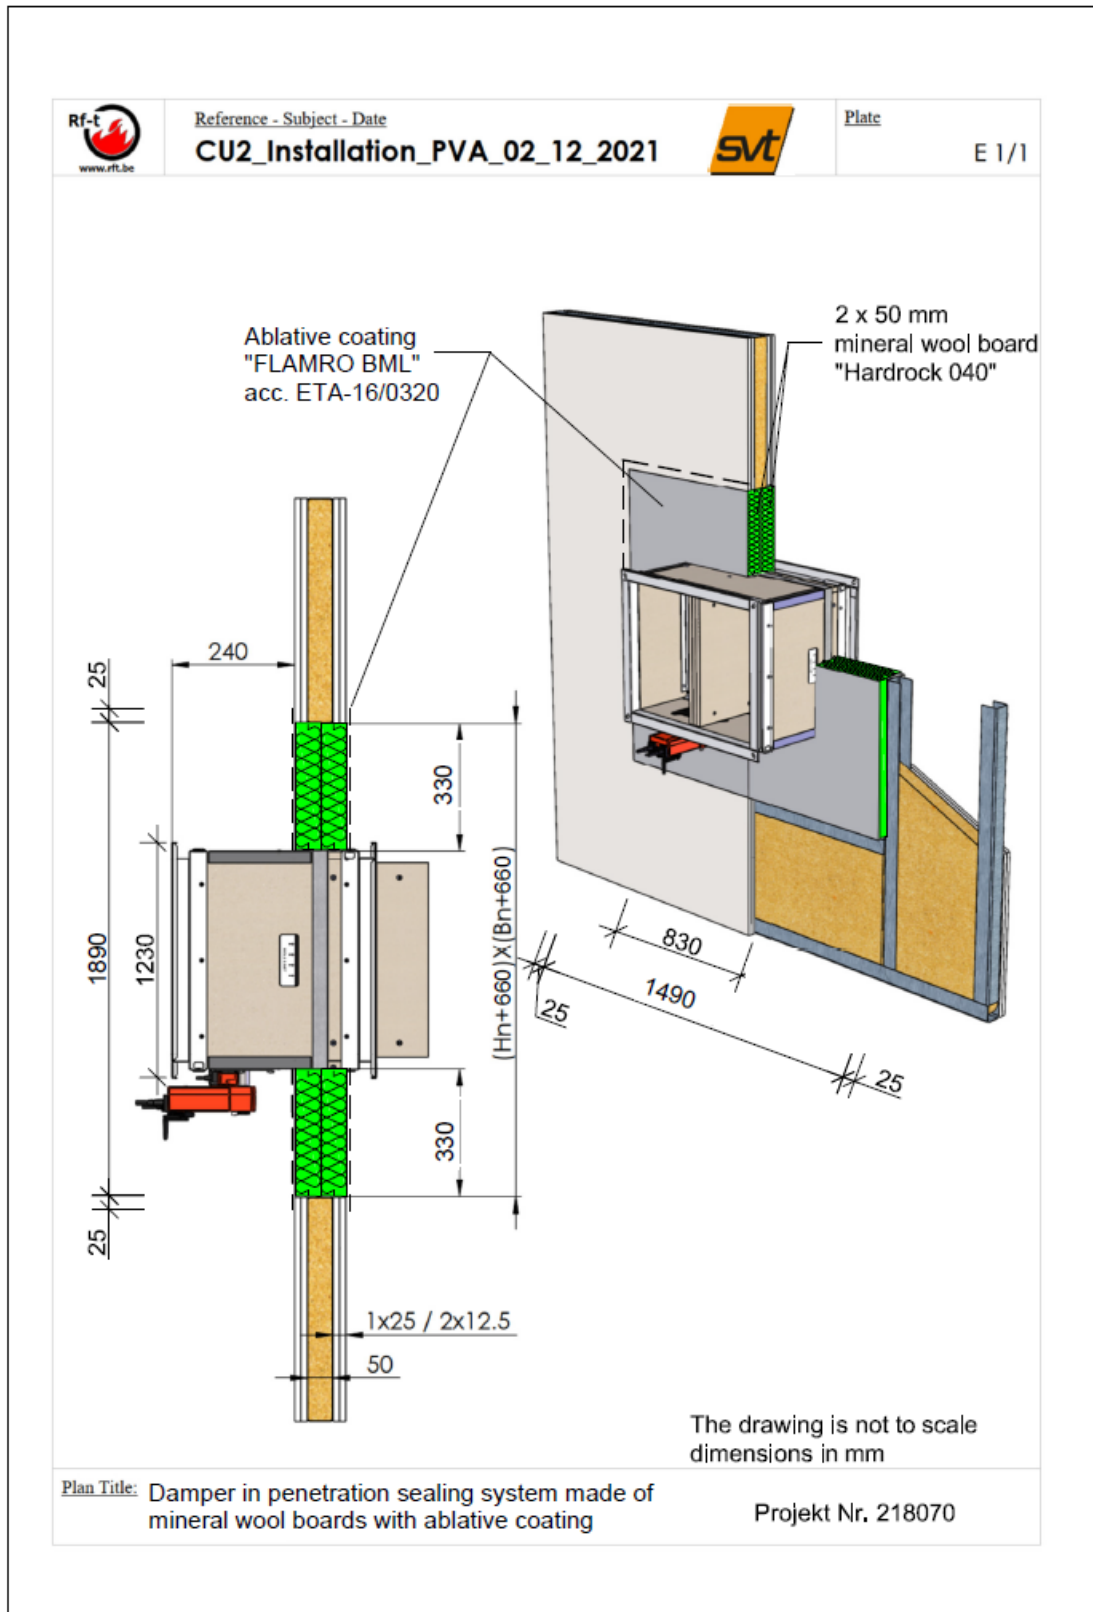 Rf-t
www.rft.be
Reference - Subject - Date
CU2_Installation_PVA_02_12_2021
svt
Plate
E 1/1
Ablative coating
"FLAMRO BML"
acc. ETA-16/0320
2 x 50 mm
mineral wool board
"Hardrock 040"
240
25
330
1890
1230
(Hn+660)X(Bn+660)
830
1490
25
25
330
25
1x25 / 2x12.5
50
The drawing is not to scale
dimensions in mm
Plan Title:
Damper in penetration sealing system made of
mineral wool boards with ablative coating
Projekt Nr. 218070